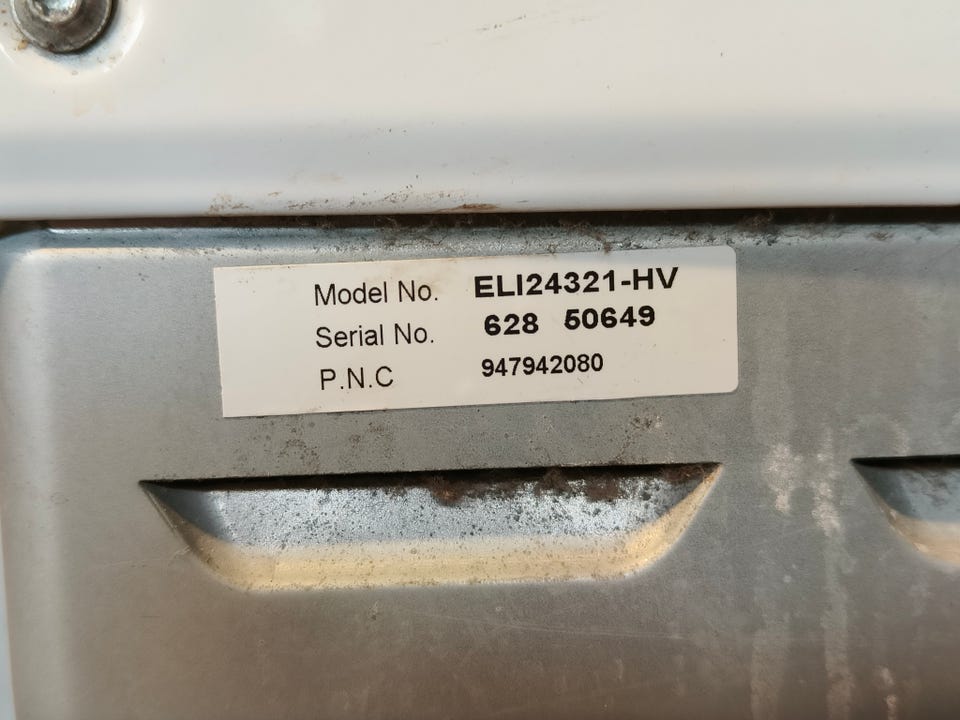 Model No. ELI24321-HV
Serial No. 628 50649
P.N.C 947942080